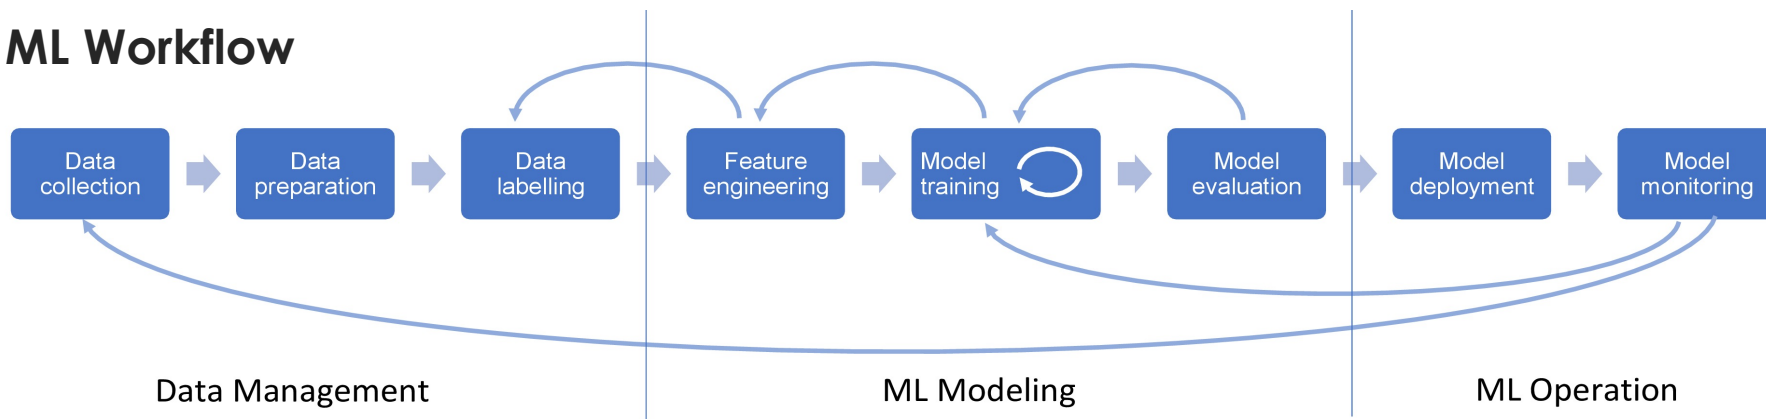 ML Workflow
Data
collection
Data
preparation
Data
labelling
Feature
engineering
Model
training
Model
evaluation
Model
deployment
Model
monitoring
Data Management
ML Modeling
ML Operation